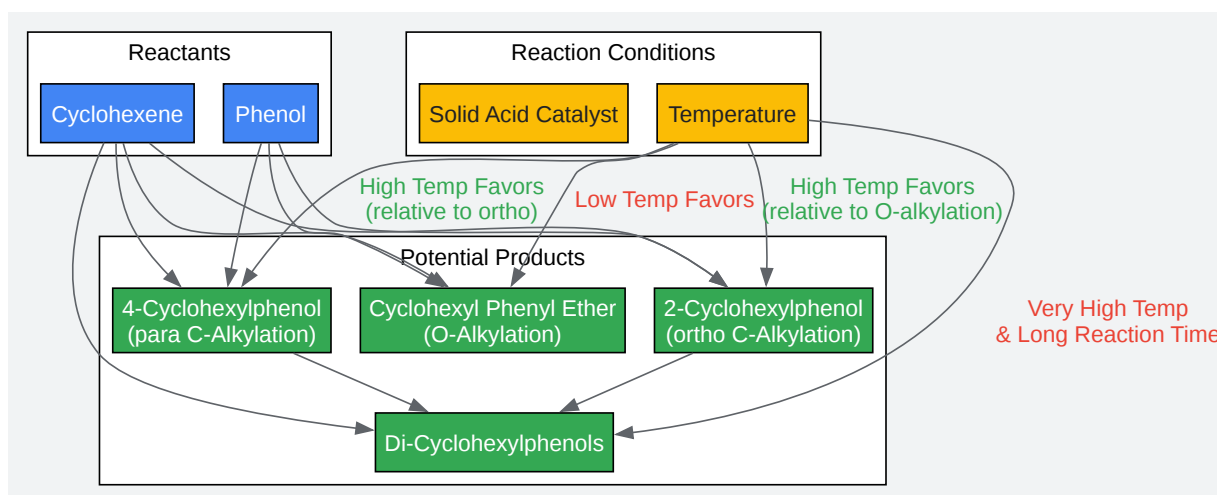 Reactants
Reaction Conditions
Cyclohexene
Phenol
Solid Acid Catalyst
Temperature
High Temp Favors
(relative to ortho)
Low Temp Favors
High Temp Favors
(relative to O-alkylation)
Potential Products
4-Cyclohexylphenol
(para C-Alkylation)
Cyclohexyl Phenyl Ether
(O-Alkylation)
2-Cyclohexylphenol
(ortho C-Alkylation)
Very High Temp
& Long Reaction Time
Di-Cyclohexylphenols